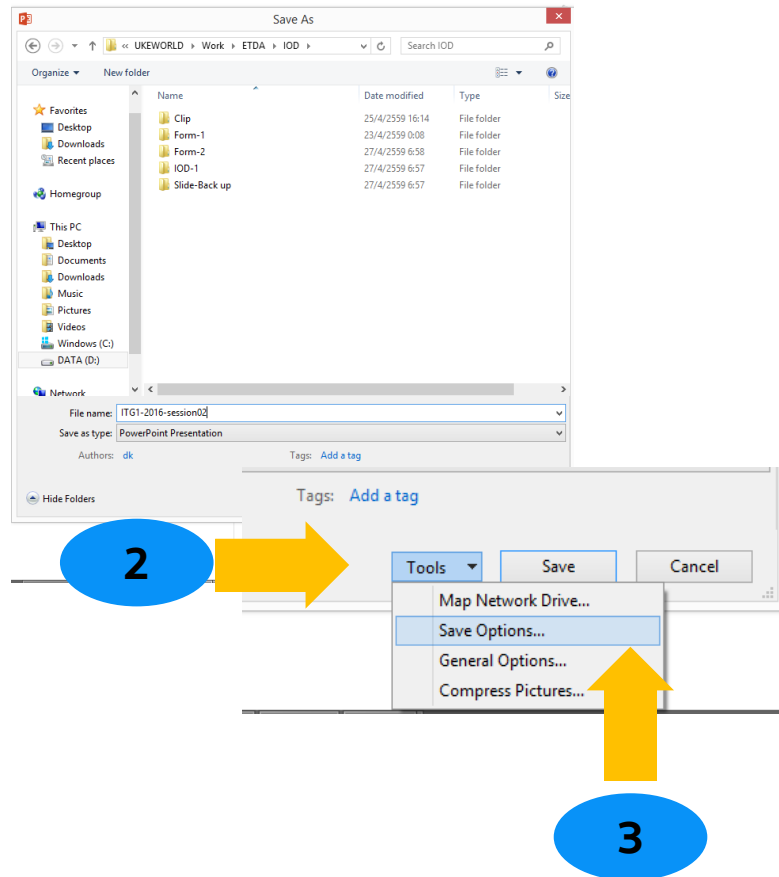 Save As
« UKEWORLD ▸ Work ▸ ETDA ▸ IOD ▸
Search IOD
Organize ▾ New folder
Name Date modified Type Size
Favorites
Desktop
Downloads
Recent places
Homegroup
This PC
Desktop
Documents
Downloads
Music
Pictures
Videos
Windows (C:)
DATA (D:)
Network
Clip 25/4/2559 16:14 File folder
Form-1 23/4/2559 0:08 File folder
Form-2 27/4/2559 6:58 File folder
IOD-1 27/4/2559 6:57 File folder
Slide-Back up 27/4/2559 6:57 File folder
File name: ITG1-2016-session02
Save as type: PowerPoint Presentation
Authors: dk Tags: Add a tag
Hide Folders
Tags: Add a tag
2
Tools Save Cancel
Map Network Drive...
Save Options...
General Options...
Compress Pictures...
3